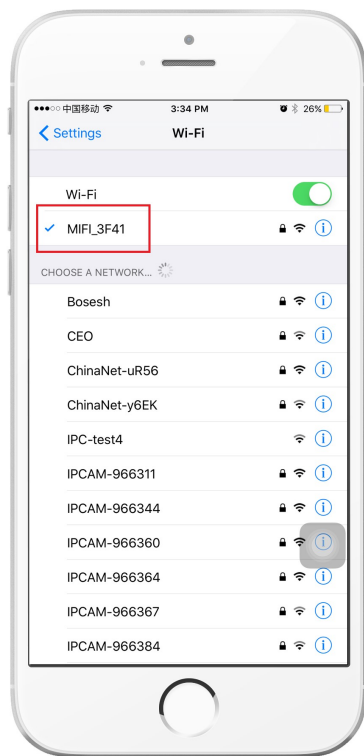 中国移动 3:34 PM 26%
Settings Wi-Fi
Wi-Fi
MIFI_3F41
CHOOSE A NETWORK...
Bosesh
CEO
ChinaNet-uR56
ChinaNet-y6EK
IPC-test4
IPCAM-966311
IPCAM-966344
IPCAM-966360
IPCAM-966364
IPCAM-966367
IPCAM-966384